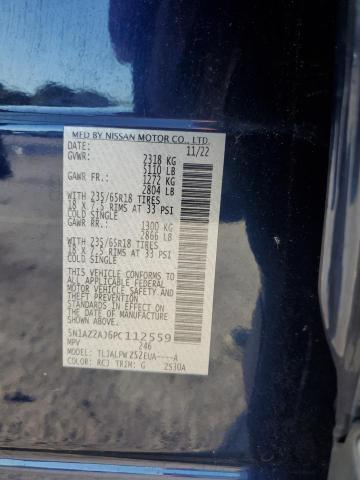 MFD BY NISSAN MOTOR CO., LTD.
DATE: 11/22
GVWR: 2318 KG
5110 LB
GAWR FR.: 1272 KG
2804 LB
WITH 235/65R18 TIRES
18 X 7.5 RIMS AT 33 PSI
COLD SINGLE
GAWR RR.: 1300 KG
2866 LB
WITH 235/65R18 TIRES
18 X 7.5 RIMS AT 33 PSI
COLD SINGLE
THIS VEHICLE CONFORMS TO ALL
APPLICABLE FEDERAL MOTOR
VEHICLE SAFETY AND THEFT PREVENTION
STANDARDS IN EFFECT ON THE
DATE OF MANUFACTURE SHOWN
ABOVE.
5N1AZ2AJ6PC112559
MPV 246
MODEL: TLJALPWZ52EUA----A
COLOR: RCJ TRIM: G ZS30A